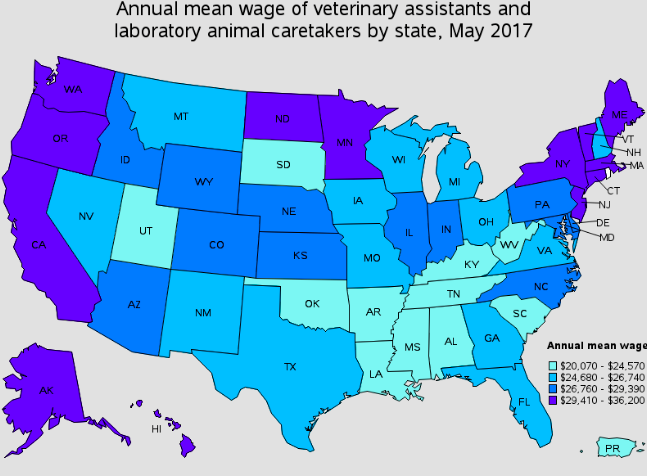 Annual mean wage of veterinary assistants and
laboratory animal caretakers by state, May 2017
WA
OR
CA
NV
ID
MT
WY
UT
AZ
CO
NM
ND
SD
NE
KS
OK
TX
MN
IA
MO
AR
LA
WI
IL
MI
IN
OH
KY
TN
MS
AL
GA
FL
SC
NC
VA
WV
PA
NY
ME
VT
NH
MA
CT
NJ
DE
MD
AK
HI
PR
Annual mean wage
$20,070 - $24,570
$24,680 - $26,740
$26,760 - $29,390
$29,410 - $36,200